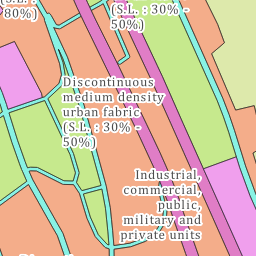 (S.L. :
80%)
(S.L. : 30% -
50%)
Discontinuous
medium density
urban fabric
(S.L. : 30% -
50%)
Industrial,
commercial,
public,
military and
private units